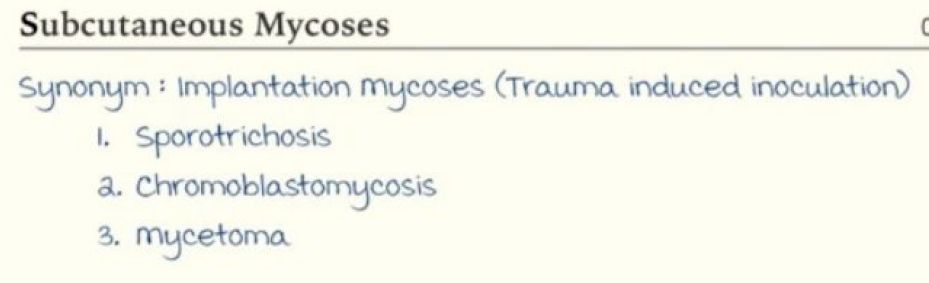 Subcutaneous Mycoses
Synonym : Implantation mycoses (Trauma induced inoculation)
1. Sporotrichosis
2. Chromoblastomycosis
3. mycetoma